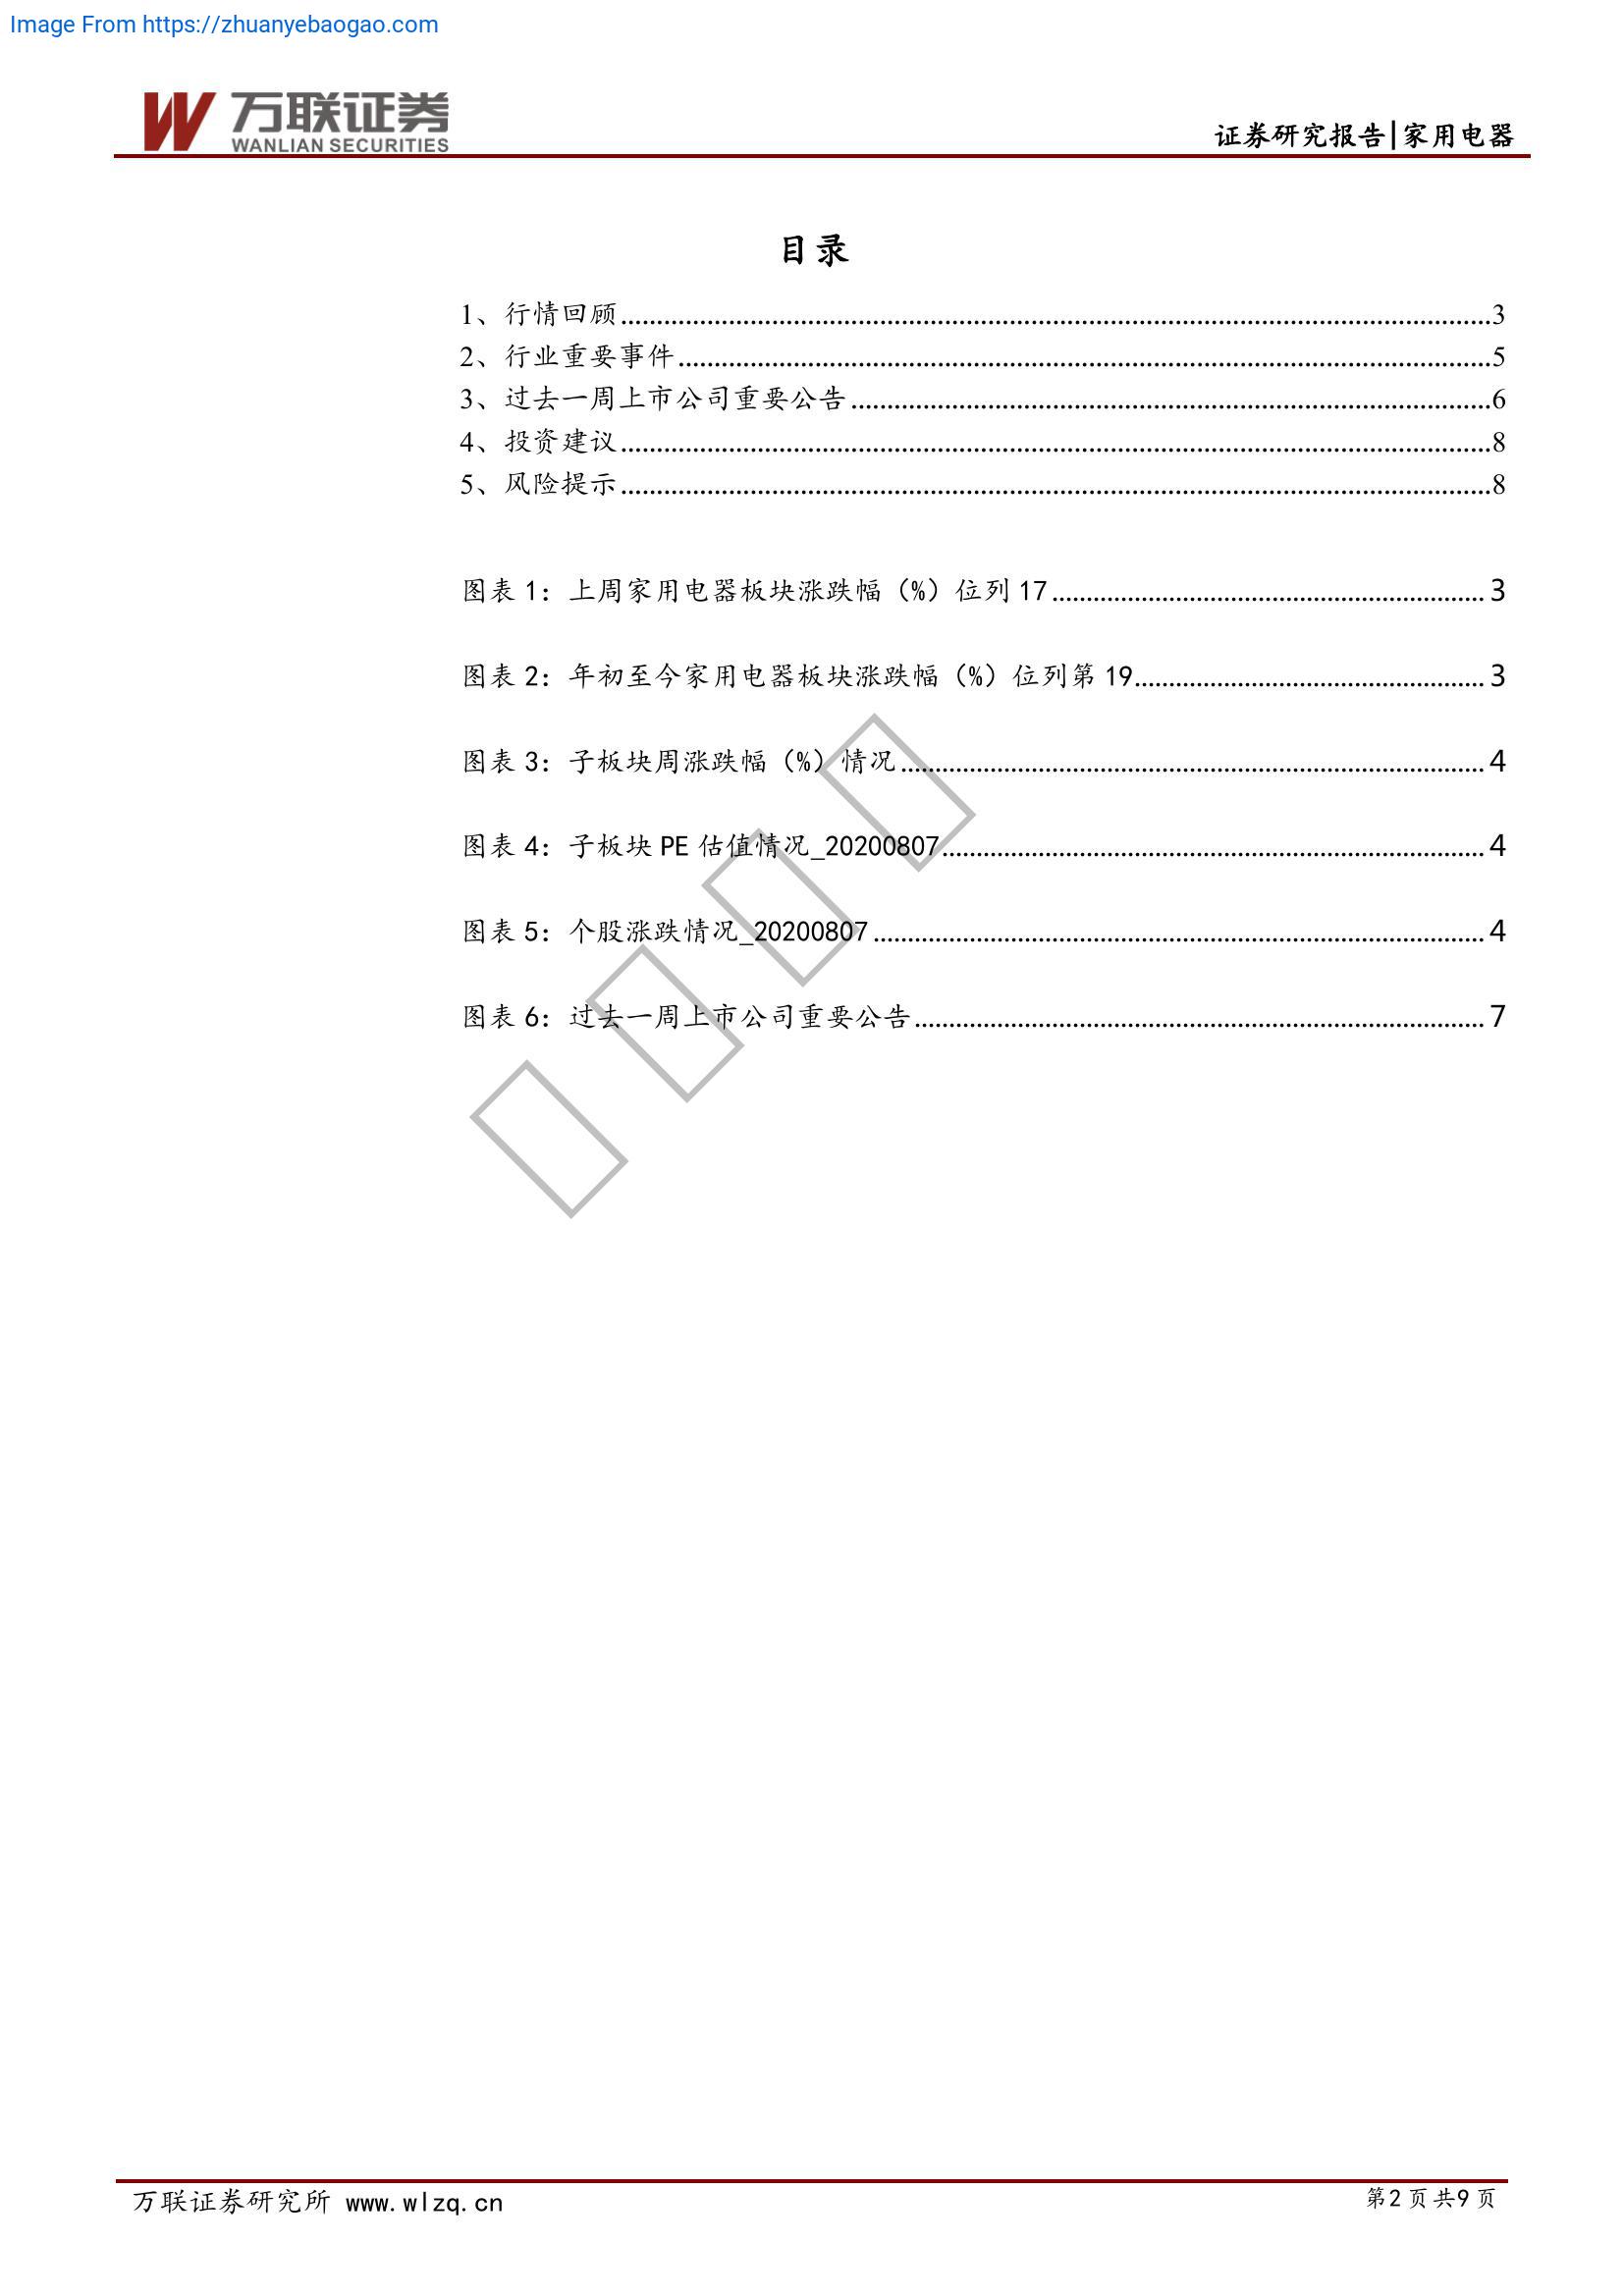 Image From https://zhuanyebaogao.com
万联证券
WANLIAN SECURITIES
证券研究报告|家用电器
目录
1、行情回顾........3
2、行业重要事件........5
3、过去一周上市公司重要公告........6
4、投资建议........8
5、风险提示........8
图表 1：上周家用电器板块涨跌幅（%）位列 17........3
图表 2：年初至今家用电器板块涨跌幅（%）位列第 19........3
图表 3：子板块周涨跌幅（%）情况........4
图表 4：子板块 PE 估值情况_20200807........4
图表 5：个股涨跌情况_20200807........4
图表 6：过去一周上市公司重要公告........7
万联证券研究所 www.wlzq.cn
第2页 共9页